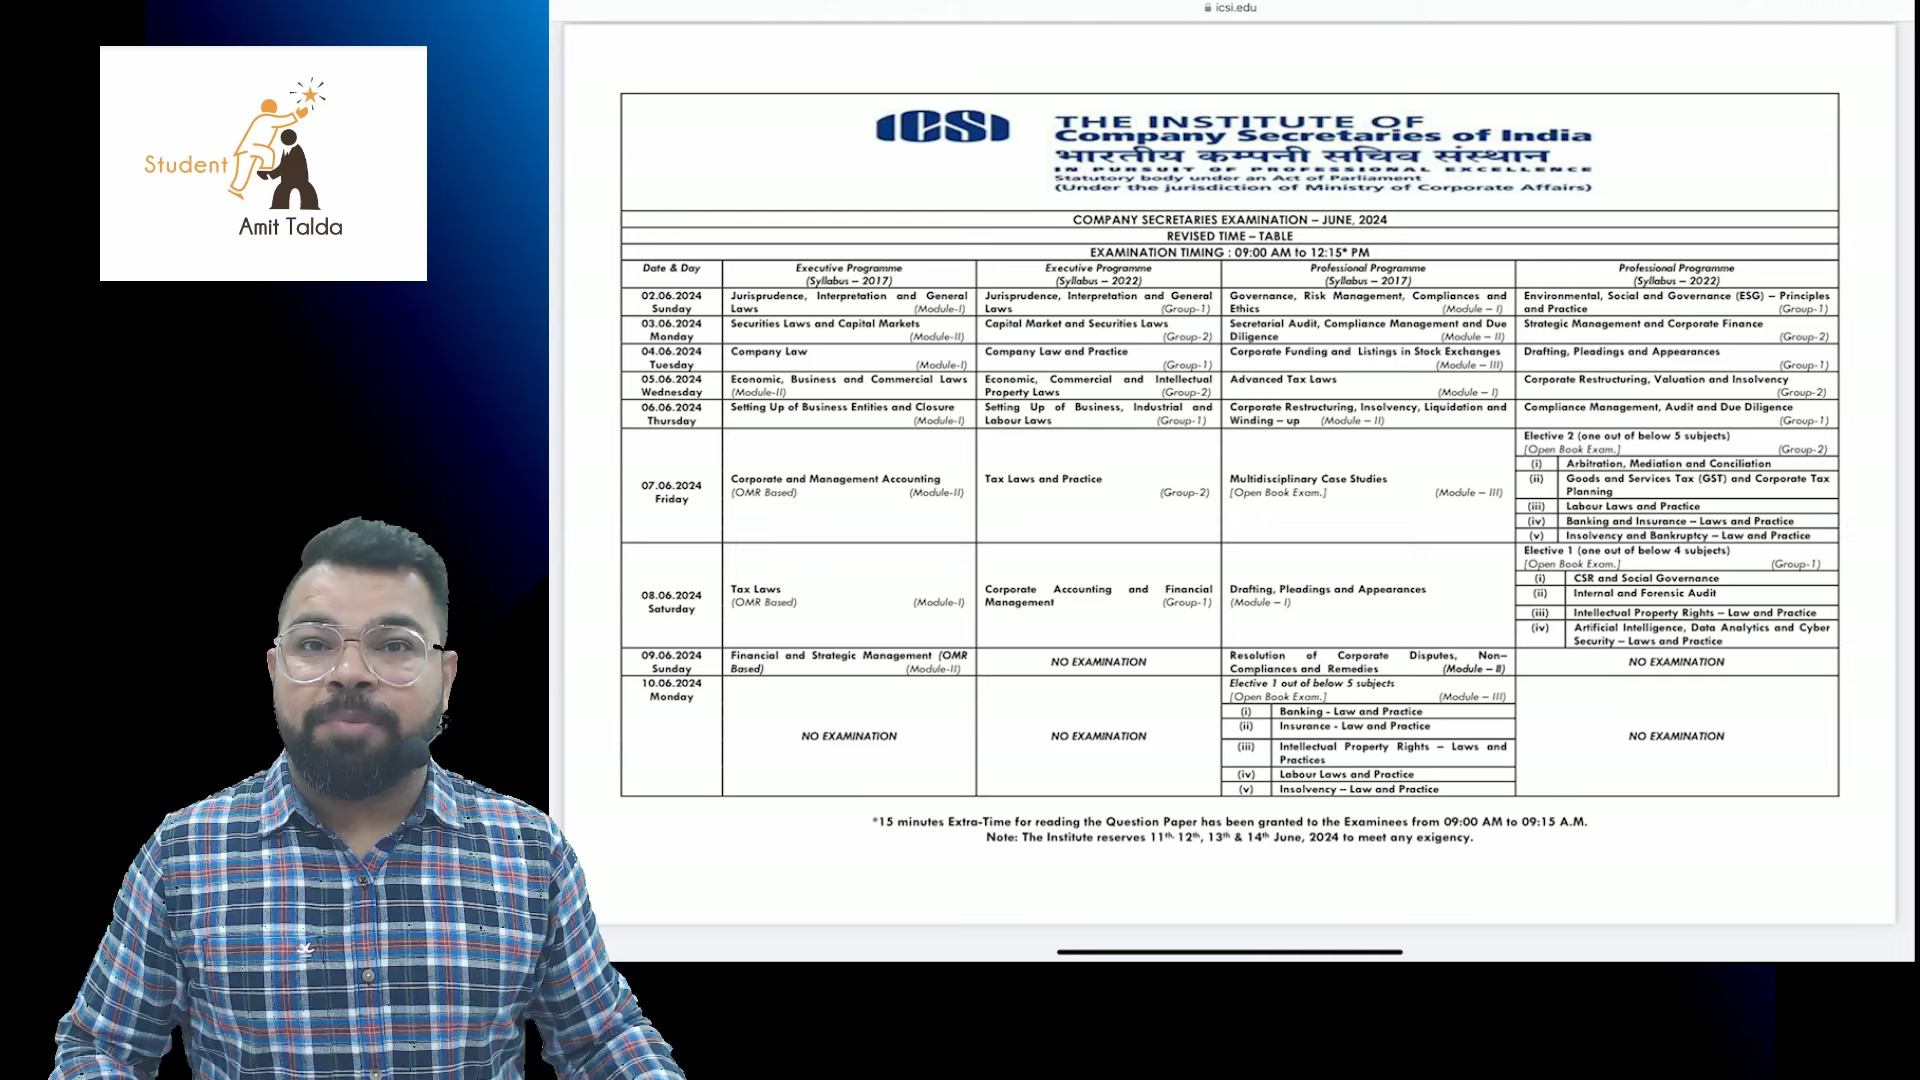 icsi.edu
Student
Amit Talda
ICSI
THE INSTITUTE OF
Company Secretaries of India
भारतीय कम्पनी सचिव संस्थान
IN PURSUIT OF PROFESSIONAL EXCELLENCE
Statutory body under an Act of Parliament
(Under the jurisdiction of Ministry of Corporate Affairs)
COMPANY SECRETARIES EXAMINATION – JUNE, 2024
REVISED TIME – TABLE
EXAMINATION TIMING : 09:00 AM to 12:15* PM
Date & Day
Executive Programme
(Syllabus – 2017)
Executive Programme
(Syllabus – 2022)
Professional Programme
(Syllabus – 2017)
Professional Programme
(Syllabus – 2022)
02.06.2024
Sunday
Jurisprudence, Interpretation and General
Laws (Module-I)
Jurisprudence, Interpretation and General
Laws (Group-1)
Governance, Risk Management, Compliances and
Ethics (Module – I)
Environmental, Social and Governance (ESG) – Principles
and Practice (Group-1)
03.06.2024
Monday
Securities Laws and Capital Markets
(Module-II)
Capital Market and Securities Laws
(Group-2)
Secretarial Audit, Compliance Management and Due
Diligence (Module – II)
Strategic Management and Corporate Finance
(Group-2)
04.06.2024
Tuesday
Company Law
(Module-I)
Company Law and Practice
(Group-1)
Corporate Funding and Listings in Stock Exchanges
(Module – III)
Drafting, Pleadings and Appearances
(Group-1)
05.06.2024
Wednesday
Economic, Business and Commercial Laws
(Module-II)
Economic, Commercial and Intellectual
Property Laws (Group-2)
Advanced Tax Laws
(Module – I)
Corporate Restructuring, Valuation and Insolvency
(Group-2)
06.06.2024
Thursday
Setting Up of Business Entities and Closure
(Module-I)
Setting Up of Business, Industrial and
Labour Laws (Group-1)
Corporate Restructuring, Insolvency, Liquidation and
Winding – up (Module – II)
Compliance Management, Audit and Due Diligence
(Group-1)
07.06.2024
Friday
Corporate and Management Accounting
(OMR Based) (Module-II)
Tax Laws and Practice
(Group-2)
Multidisciplinary Case Studies
[Open Book Exam.] (Module – III)
Elective 2 (one out of below 5 subjects)
[Open Book Exam.] (Group-2)
(i) Arbitration, Mediation and Conciliation
(ii) Goods and Services Tax (GST) and Corporate Tax
Planning
(iii) Labour Laws and Practice
(iv) Banking and Insurance – Laws and Practice
(v) Insolvency and Bankruptcy – Law and Practice
08.06.2024
Saturday
Tax Laws
(OMR Based) (Module-I)
Corporate Accounting and Financial
Management (Group-1)
Drafting, Pleadings and Appearances
(Module – I)
Elective 1 (one out of below 4 subjects)
[Open Book Exam.] (Group-1)
(i) CSR and Social Governance
(ii) Internal and Forensic Audit
(iii) Intellectual Property Rights – Law and Practice
(iv) Artificial Intelligence, Data Analytics and Cyber
Security – Laws and Practice
09.06.2024
Sunday
Financial and Strategic Management (OMR
Based) (Module-II)
NO EXAMINATION
Resolution of Corporate Disputes, Non–
Compliances and Remedies (Module – II)
NO EXAMINATION
10.06.2024
Monday
NO EXAMINATION
NO EXAMINATION
Elective 1 out of below 5 subjects
[Open Book Exam.] (Module – III)
(i) Banking - Law and Practice
(ii) Insurance - Law and Practice
(iii) Intellectual Property Rights – Laws and
Practices
(iv) Labour Laws and Practice
(v) Insolvency – Law and Practice
NO EXAMINATION
*15 minutes Extra-Time for reading the Question Paper has been granted to the Examinees from 09:00 AM to 09:15 A.M.
Note: The Institute reserves 11th, 12th, 13th & 14th June, 2024 to meet any exigency.